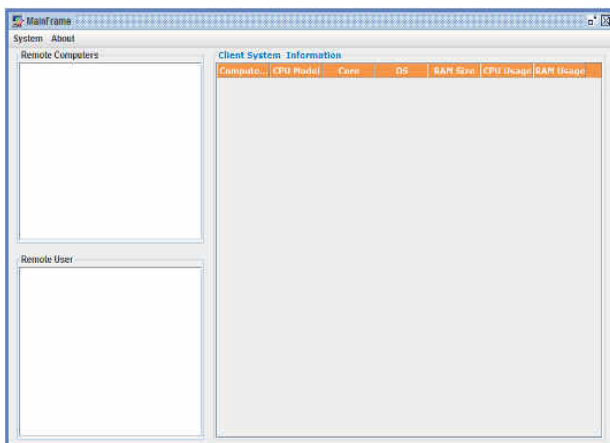 MainFrame
System About
Remote Computers
Client System Information
Compute... CPU Model Core OS RAM Size CPU Usage RAM Usage
Remote User